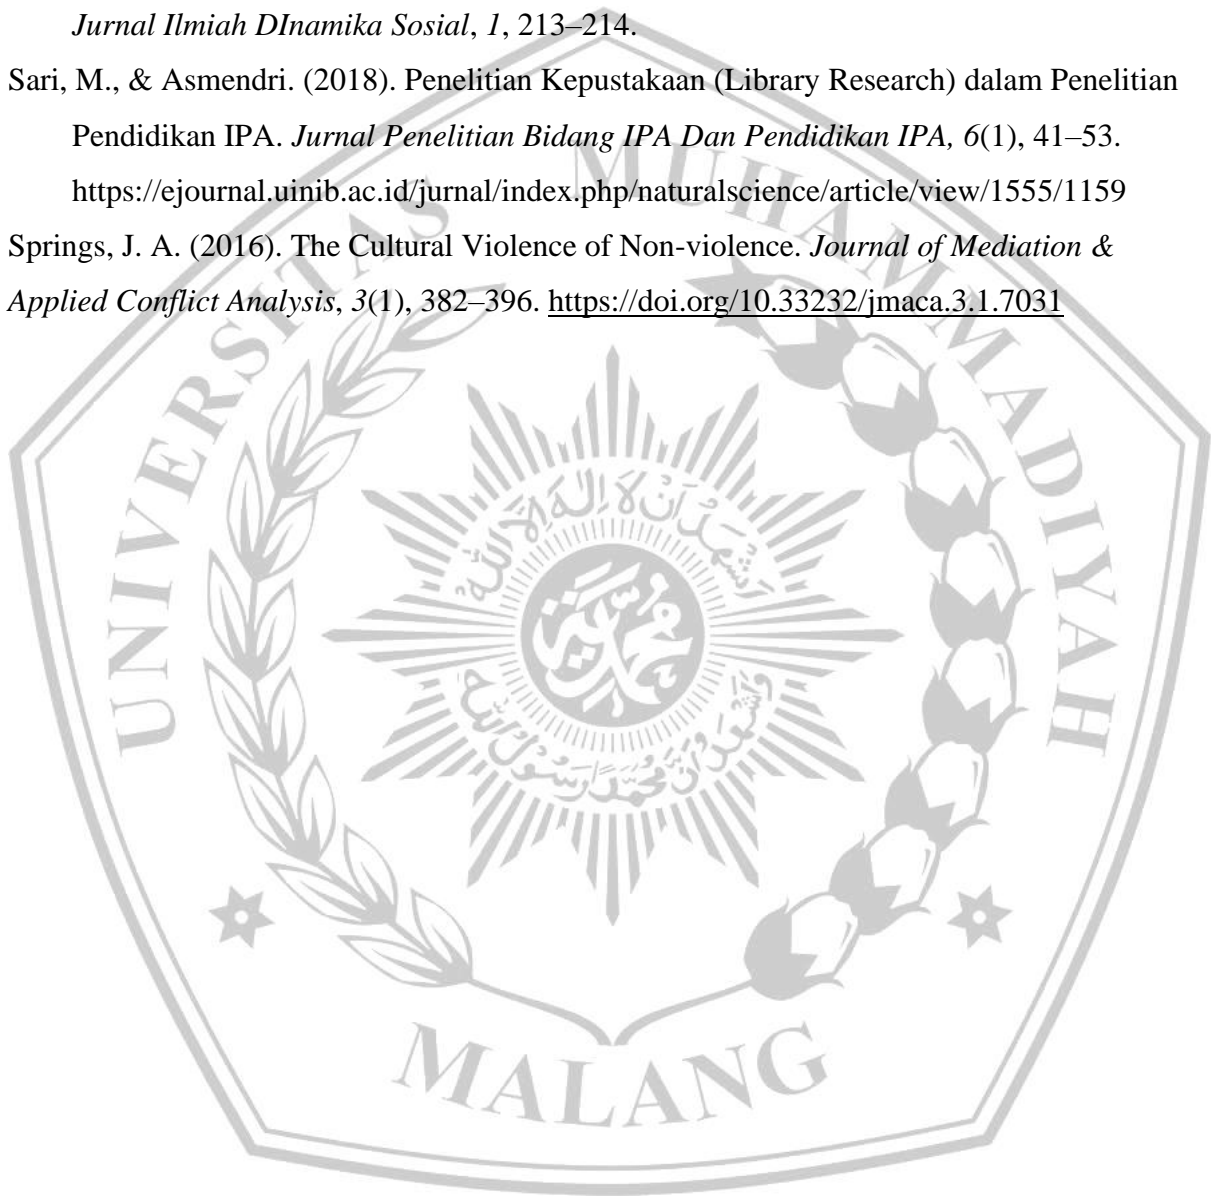 Jurnal Ilmiah DInamika Sosial, 1, 213–214.
Sari, M., & Asmendri. (2018). Penelitian Kepustakaan (Library Research) dalam Penelitian
Pendidikan IPA. Jurnal Penelitian Bidang IPA Dan Pendidikan IPA, 6(1), 41–53.
https://ejournal.uinib.ac.id/jurnal/index.php/naturalscience/article/view/1555/1159
Springs, J. A. (2016). The Cultural Violence of Non-violence. Journal of Mediation &
Applied Conflict Analysis, 3(1), 382–396. https://doi.org/10.33232/jmaca.3.1.7031
UNIVERSITAS MUHAMMADIYAH
MALANG